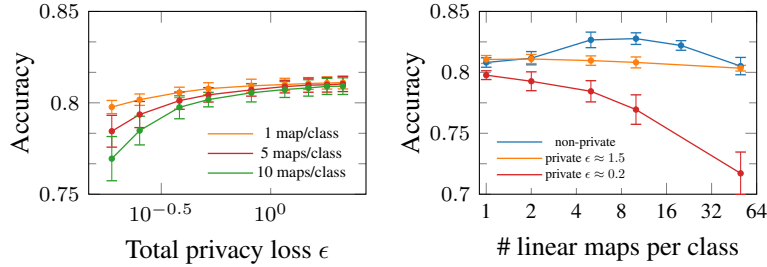 0.85
0.8
0.75
Accuracy
1 map/class
5 maps/class
10 maps/class
10^{-0.5}
10^{0}
Total privacy loss ϵ
0.85
0.8
0.75
0.7
Accuracy
non-private
private ϵ ≈ 1.5
private ϵ ≈ 0.2
1 2 4 8 16 32 64
# linear maps per class